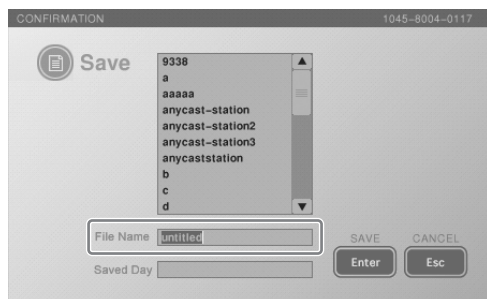 CONFIRMATION 1045-8004-0117
Save
9338
a
aaaaa
anycast-station
anycast-station2
anycast-station3
anycaststation
b
c
d
File Name untitled
SAVE CANCEL
Enter Esc
Saved Day